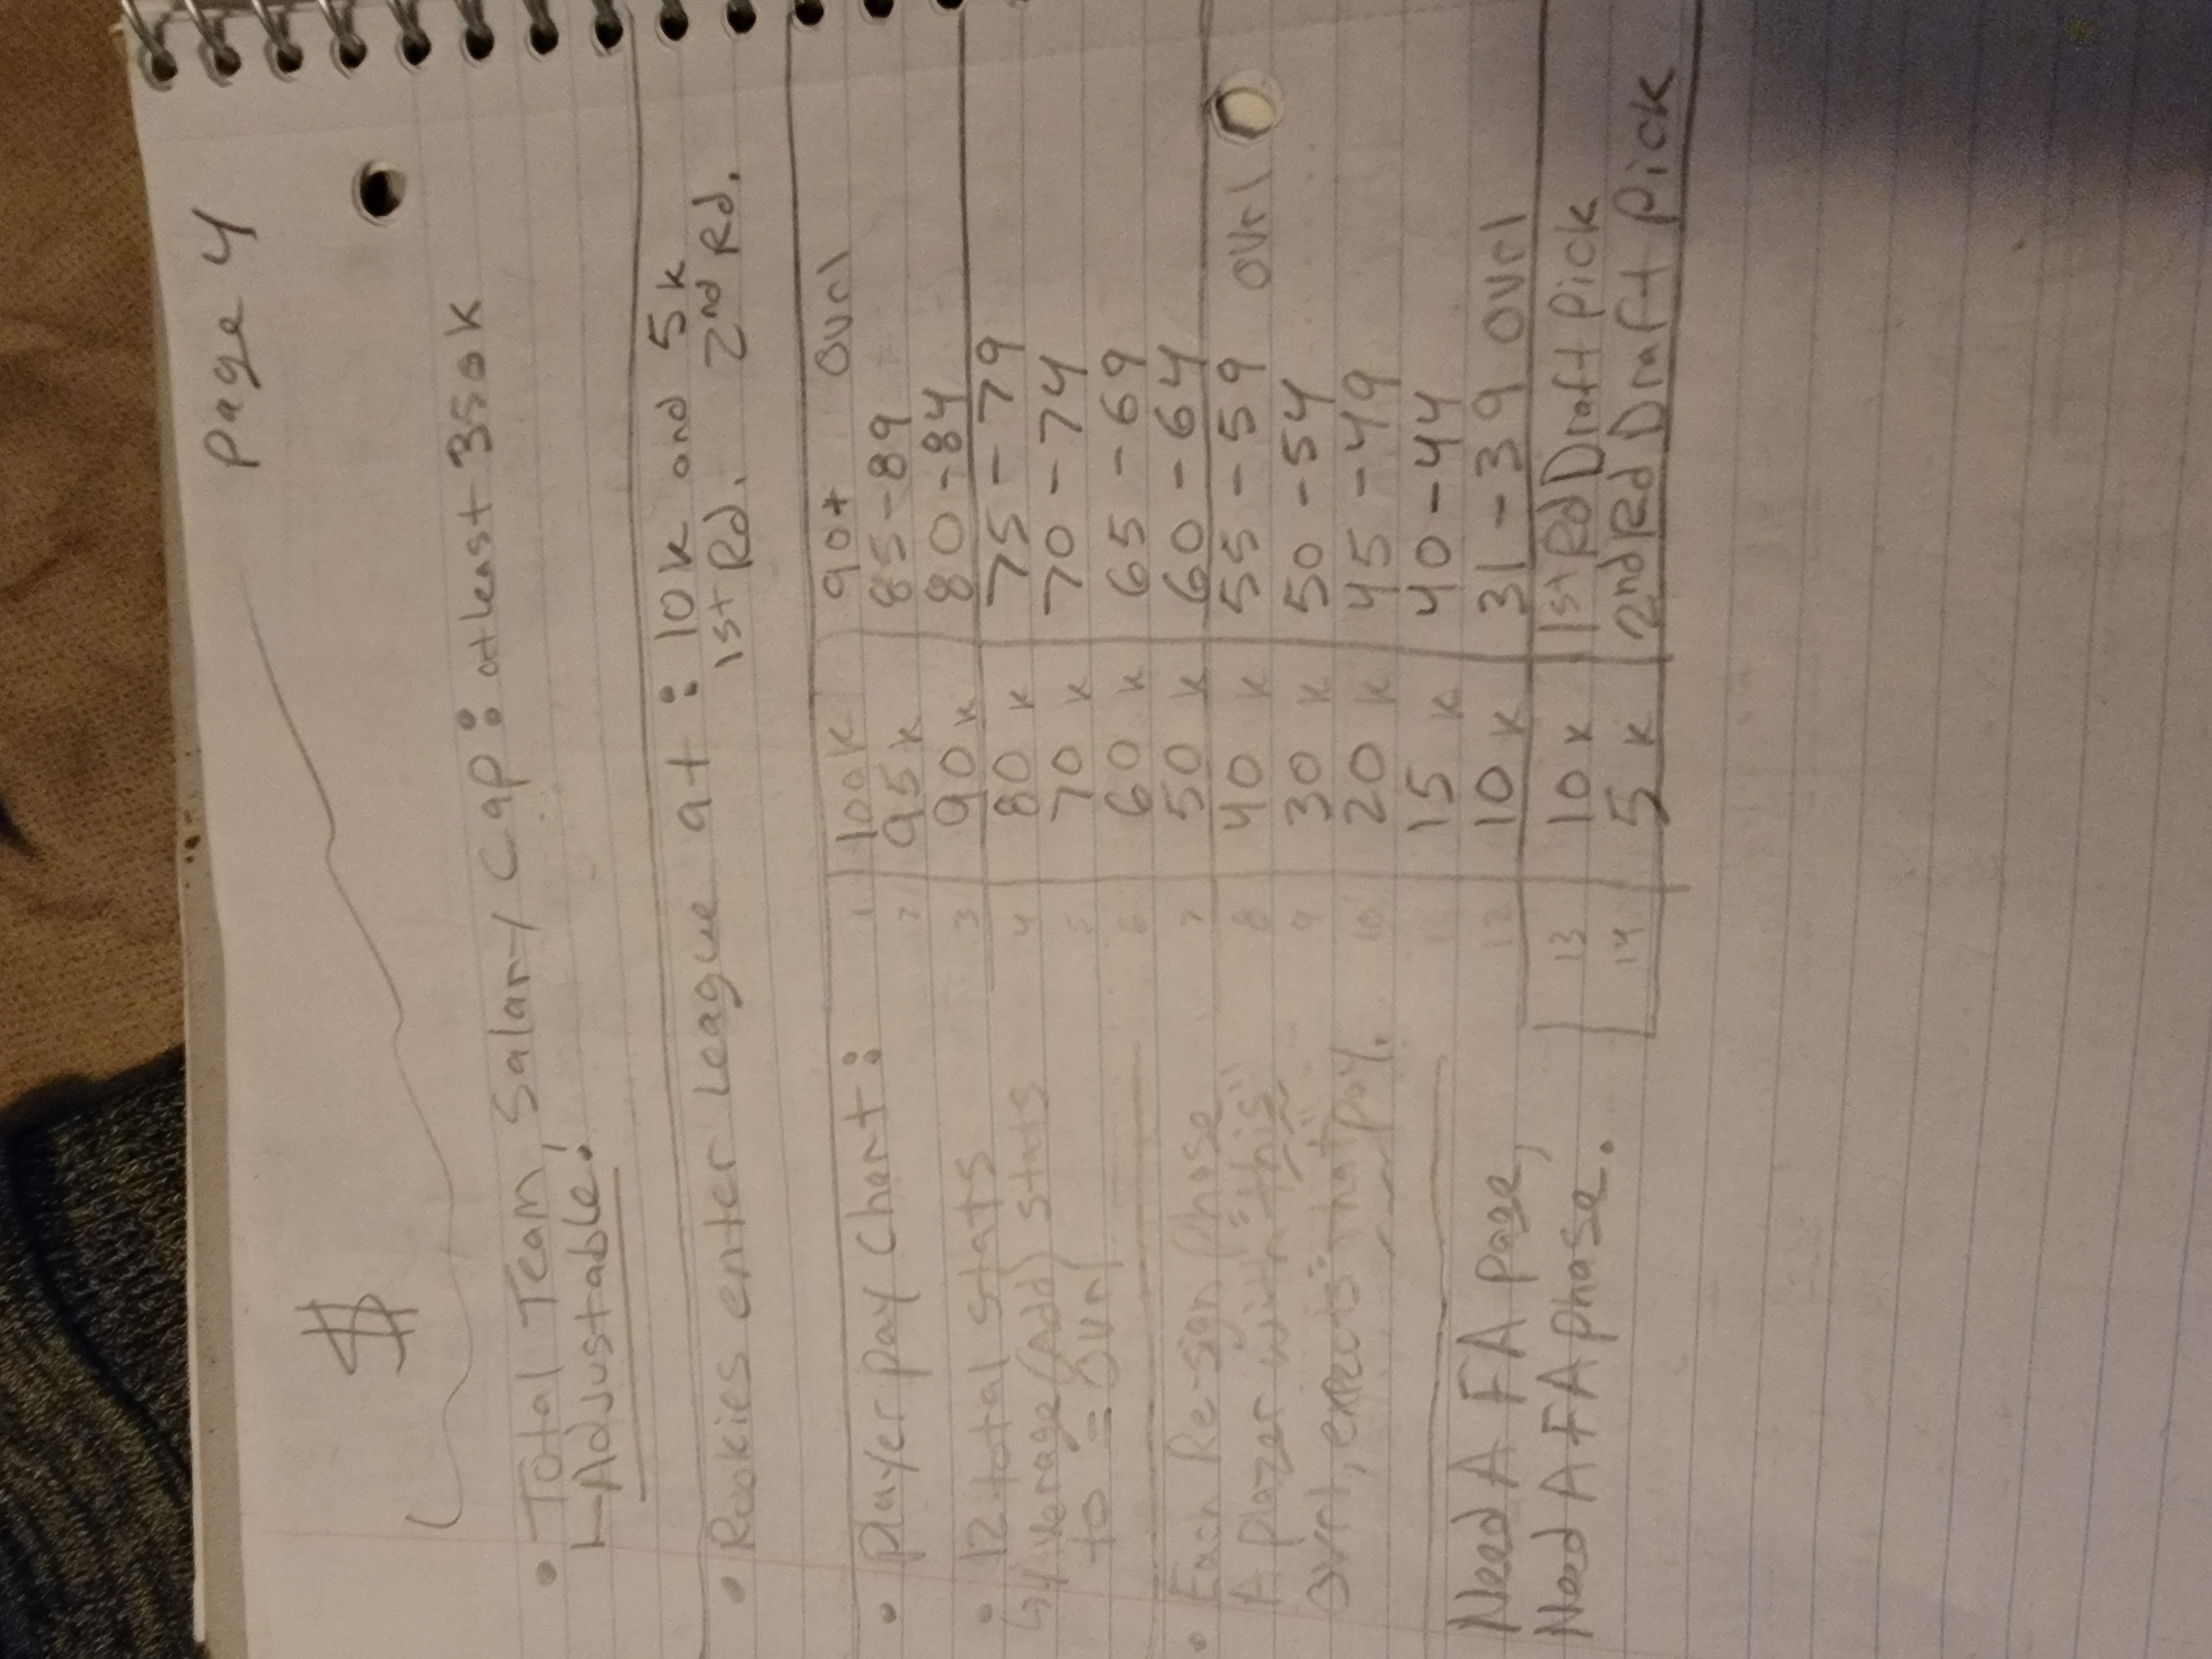 page 4
$
• Total Team, Salary Cap: atleast 350k
Adjustable!
• Rookies enter League at: 10k and 5k
1st Rd. 2nd Rd.
• Player pay Chart:
1 100k 90+ Ovrl
2 95k 85-89
3 90k 80-84
4 80k 75-79
5 70k 70-74
6 60k 65-69
7 50k 60-64
8 40k 55-59 ovrl
9 30k 50-54
10 20k 45-49
15k 40-44
12 10k 31-39 ovrl
13 10k 1st Rd Draft Pick
14 5k 2nd Rd Draft Pick
• 12 total stats
Average (Add) stats
to = Ovrl
• Each Re-sign phase
A player with "this"
Ovrl, expects "that" pay.
Need A FA page,
Need A FA phase.